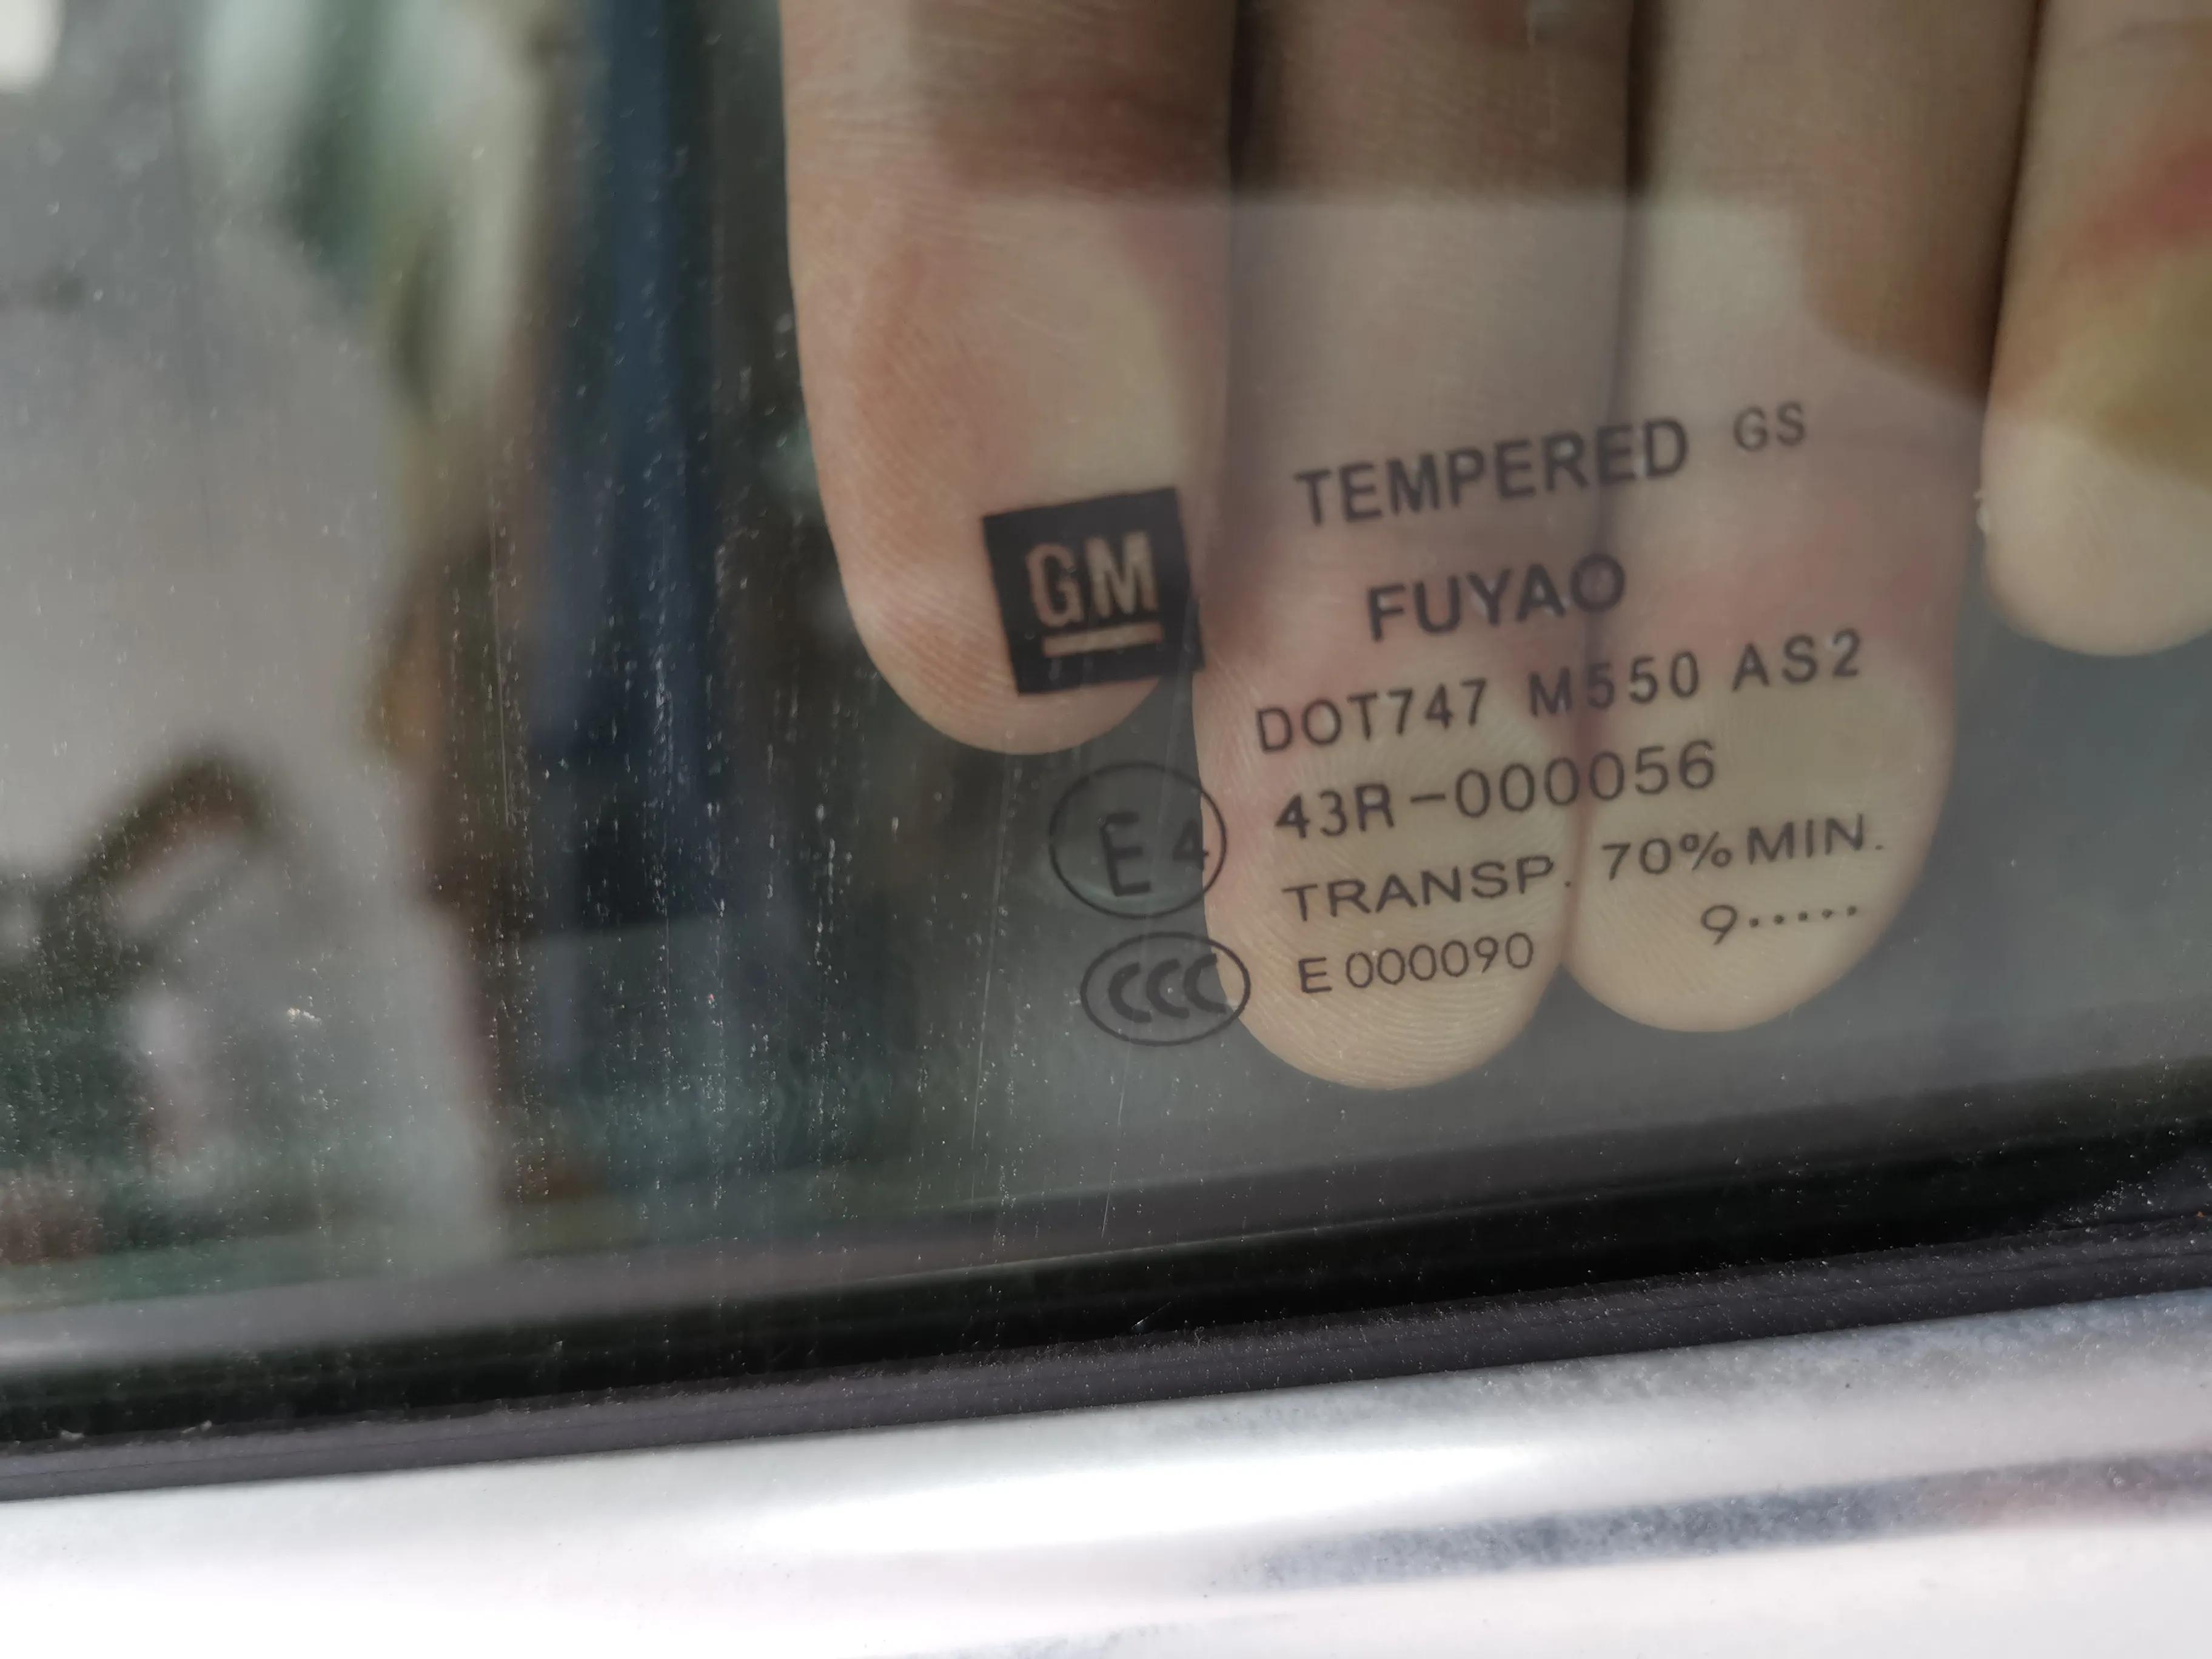 GM
TEMPERED GS
FUYAO
DOT747 M550 AS2
E4 43R-000056
TRANSP. 70% MIN.
9.....
CCC E000090